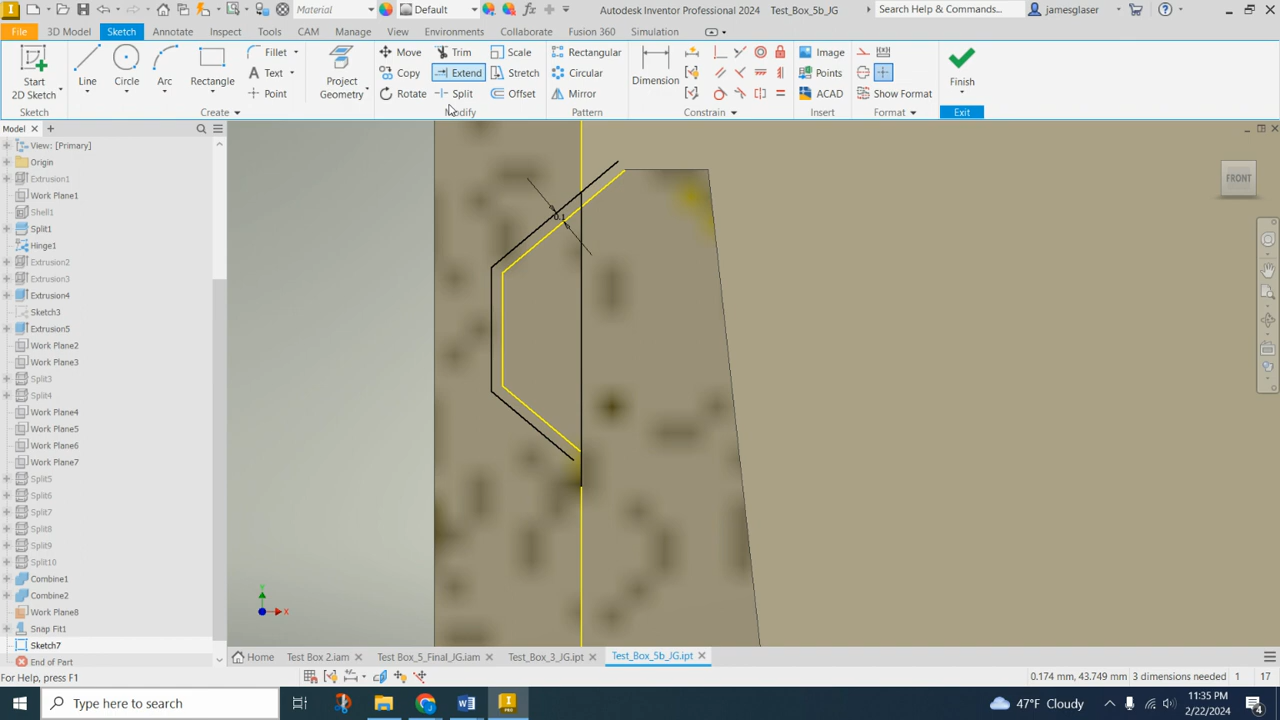 Material
Default
Autodesk Inventor Professional 2024 Test_Box_5b_JG
Search Help & Commands...
jamesglaser
File 3D Model Sketch Annotate Inspect Tools CAM Manage View Environments Collaborate Fusion 360 Simulation
Start
2D Sketch
Line
Circle
Arc
Rectangle
Fillet
Text
Point
Project
Geometry
Move
Copy
Rotate
Trim
Extend
Split
Scale
Stretch
Offset
Rectangular
Circular
Mirror
Dimension
Image
Points
ACAD
Show Format
Finish
Sketch Create Modify Pattern Constrain Insert Format Exit
Model
View: [Primary]
Origin
Extrusion1
Work Plane1
Shell1
Split1
Hinge1
Extrusion2
Extrusion3
Extrusion4
Sketch3
Extrusion5
Work Plane2
Work Plane3
Split3
Split4
Work Plane4
Work Plane5
Work Plane6
Work Plane7
Split5
Split6
Split7
Split8
Split9
Split10
Combine1
Combine2
Work Plane8
Snap Fit1
Sketch7
End of Part
0.1
FRONT
Y
X
Home Test Box 2.iam Test_Box_5_Final_JG.iam Test_Box_3_JG.ipt Test_Box_5b_JG.ipt
For Help, press F1
0.174 mm, 43.749 mm 3 dimensions needed 1 17
Type here to search
47°F Cloudy
11:35 PM
2/22/2024
4